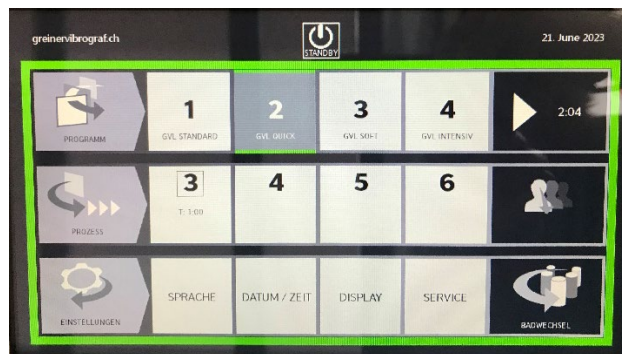 greinervibrograf.ch
STANDBY
21. June 2023
PROGRAMM
1
GVL STANDARD
2
GVL QUICK
3
GVL SOFT
4
GVL INTENSIV
2:04
PROZESS
3
T: 1:00
4
5
6
EINSTELLUNGEN
SPRACHE
DATUM / ZEIT
DISPLAY
SERVICE
BADWECHSEL